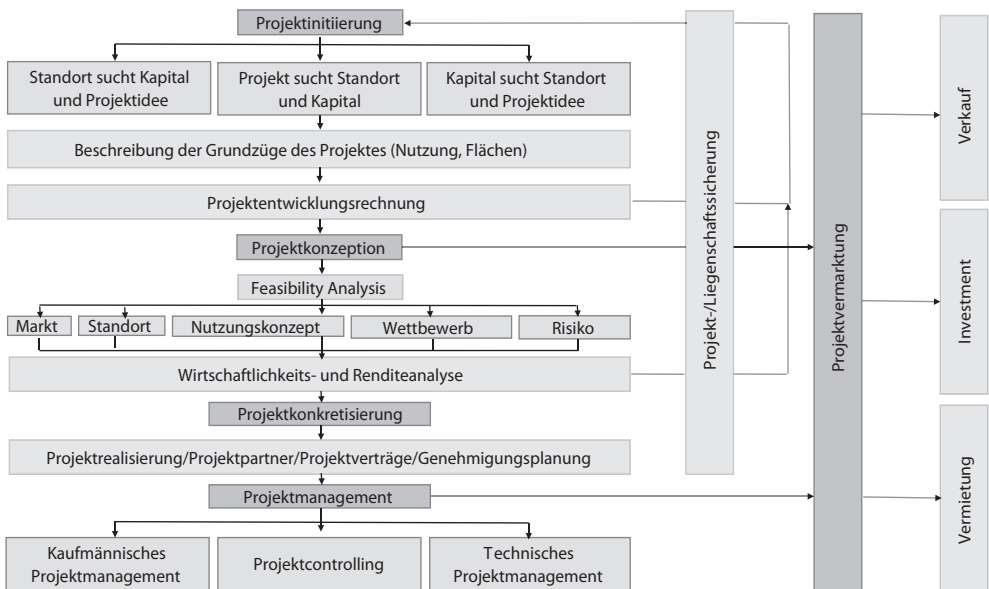 Projektinitiierung
Standort sucht Kapital
und Projektidee
Projekt sucht Standort
und Kapital
Kapital sucht Standort
und Projektidee
Beschreibung der Grundzüge des Projektes (Nutzung, Flächen)
Projektentwicklungsrechnung
Projektkonzeption
Feasibility Analysis
Markt
Standort
Nutzungskonzept
Wettbewerb
Risiko
Wirtschaftlichkeits- und Renditeanalyse
Projektkonkretisierung
Projektrealisierung/Projektpartner/Projektverträge/Genehmigungsplanung
Projektmanagement
Kaufmännisches
Projektmanagement
Projektcontrolling
Technisches
Projektmanagement
Projekt-/Liegenschaftssicherung
Projektvermarktung
Verkauf
Investment
Vermietung